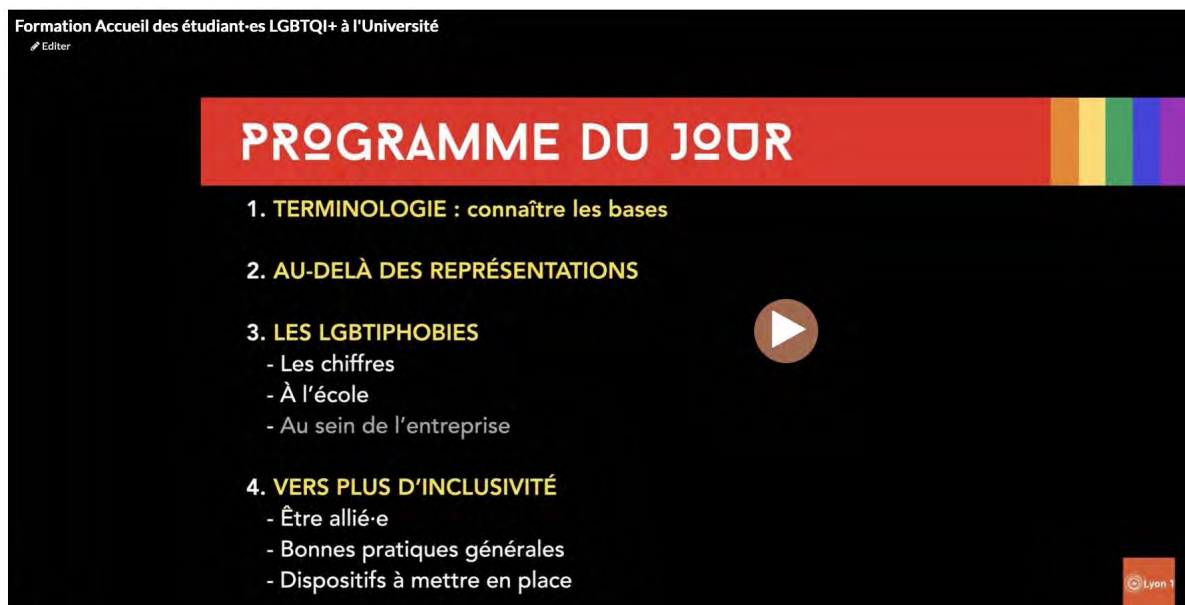 Formation Accueil des étudiant·es LGBTQI+ à l'Université
Editer
PROGRAMME DU JOUR
1. TERMINOLOGIE : connaître les bases
2. AU-DELÀ DES REPRÉSENTATIONS
3. LES LGBTIPHOBIES
- Les chiffres
- À l'école
- Au sein de l'entreprise
4. VERS PLUS D'INCLUSIVITÉ
- Être allié·e
- Bonnes pratiques générales
- Dispositifs à mettre en place
Lyon 1